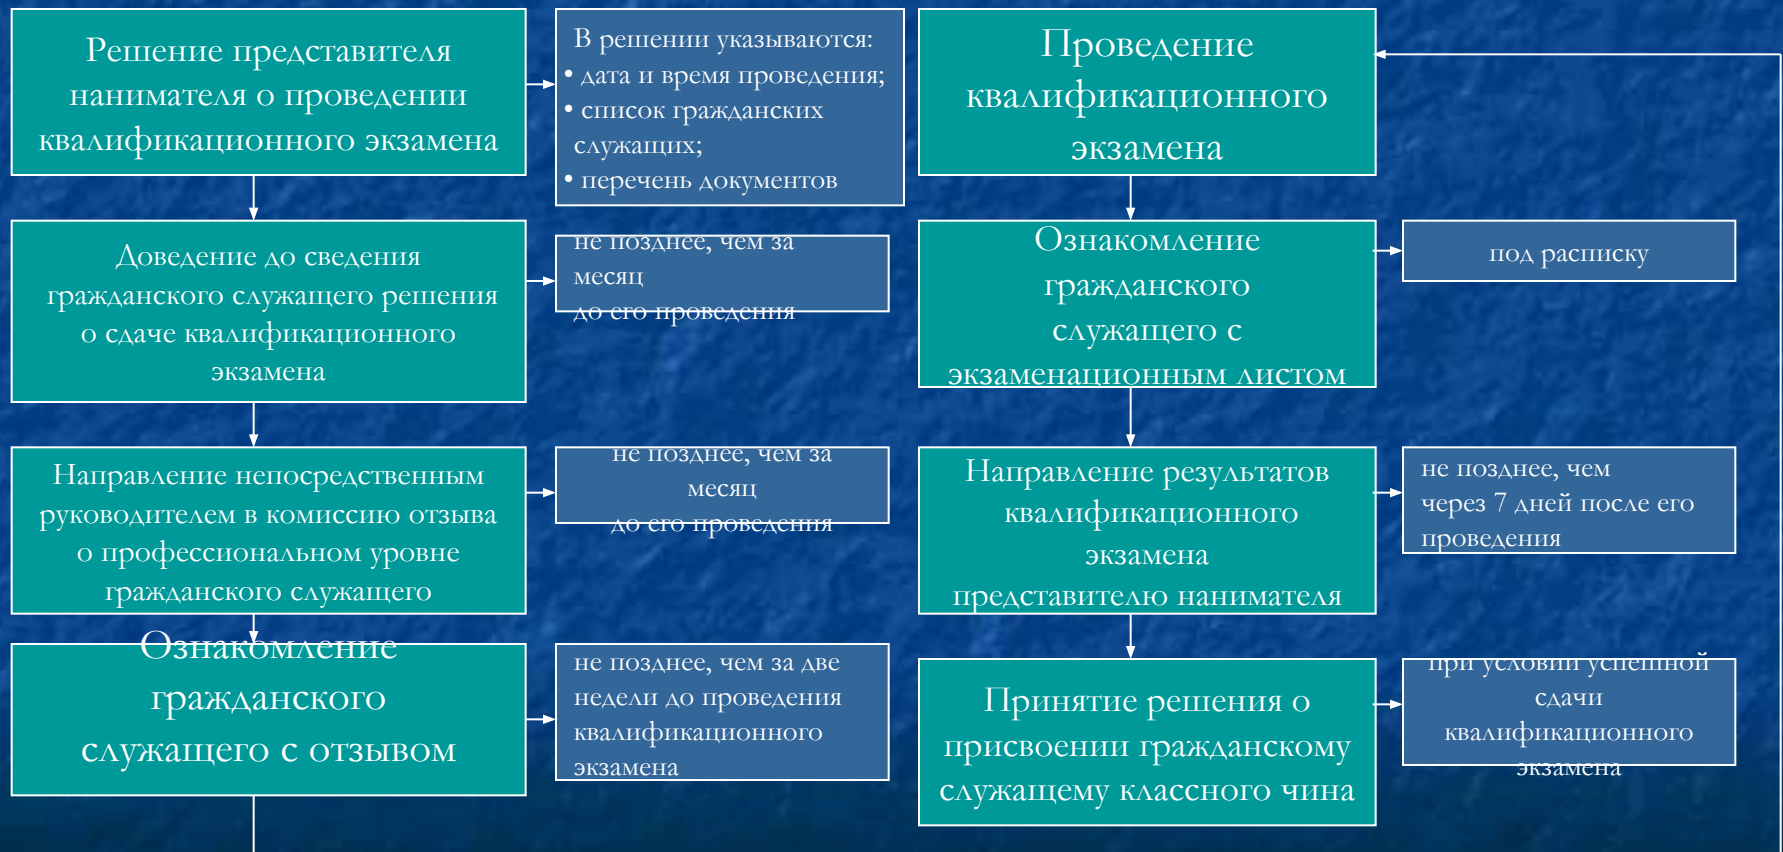 Решение представителя
нанимателя о проведении
квалификационного экзамена
В решении указываются:
• дата и время проведения;
• список гражданских
служащих;
• перечень документов
Доведение до сведения
гражданского служащего решения
о сдаче квалификационного
экзамена
не позднее, чем за
месяц
до его проведения
Направление непосредственным
руководителем в комиссию отзыва
о профессиональном уровне
гражданского служащего
не позднее, чем за
месяц
до его проведения
Ознакомление
гражданского
служащего с отзывом
не позднее, чем за две
недели до проведения
квалификационного
экзамена
Проведение
квалификационного
экзамена
Ознакомление
гражданского
служащего с
экзаменационным листом
под расписку
Направление результатов
квалификационного
экзамена
представителю нанимателя
не позднее, чем
через 7 дней после его
проведения
Принятие решения о
присвоении гражданскому
служащему классного чина
при условии успешной
сдачи
квалификационного
экзамена